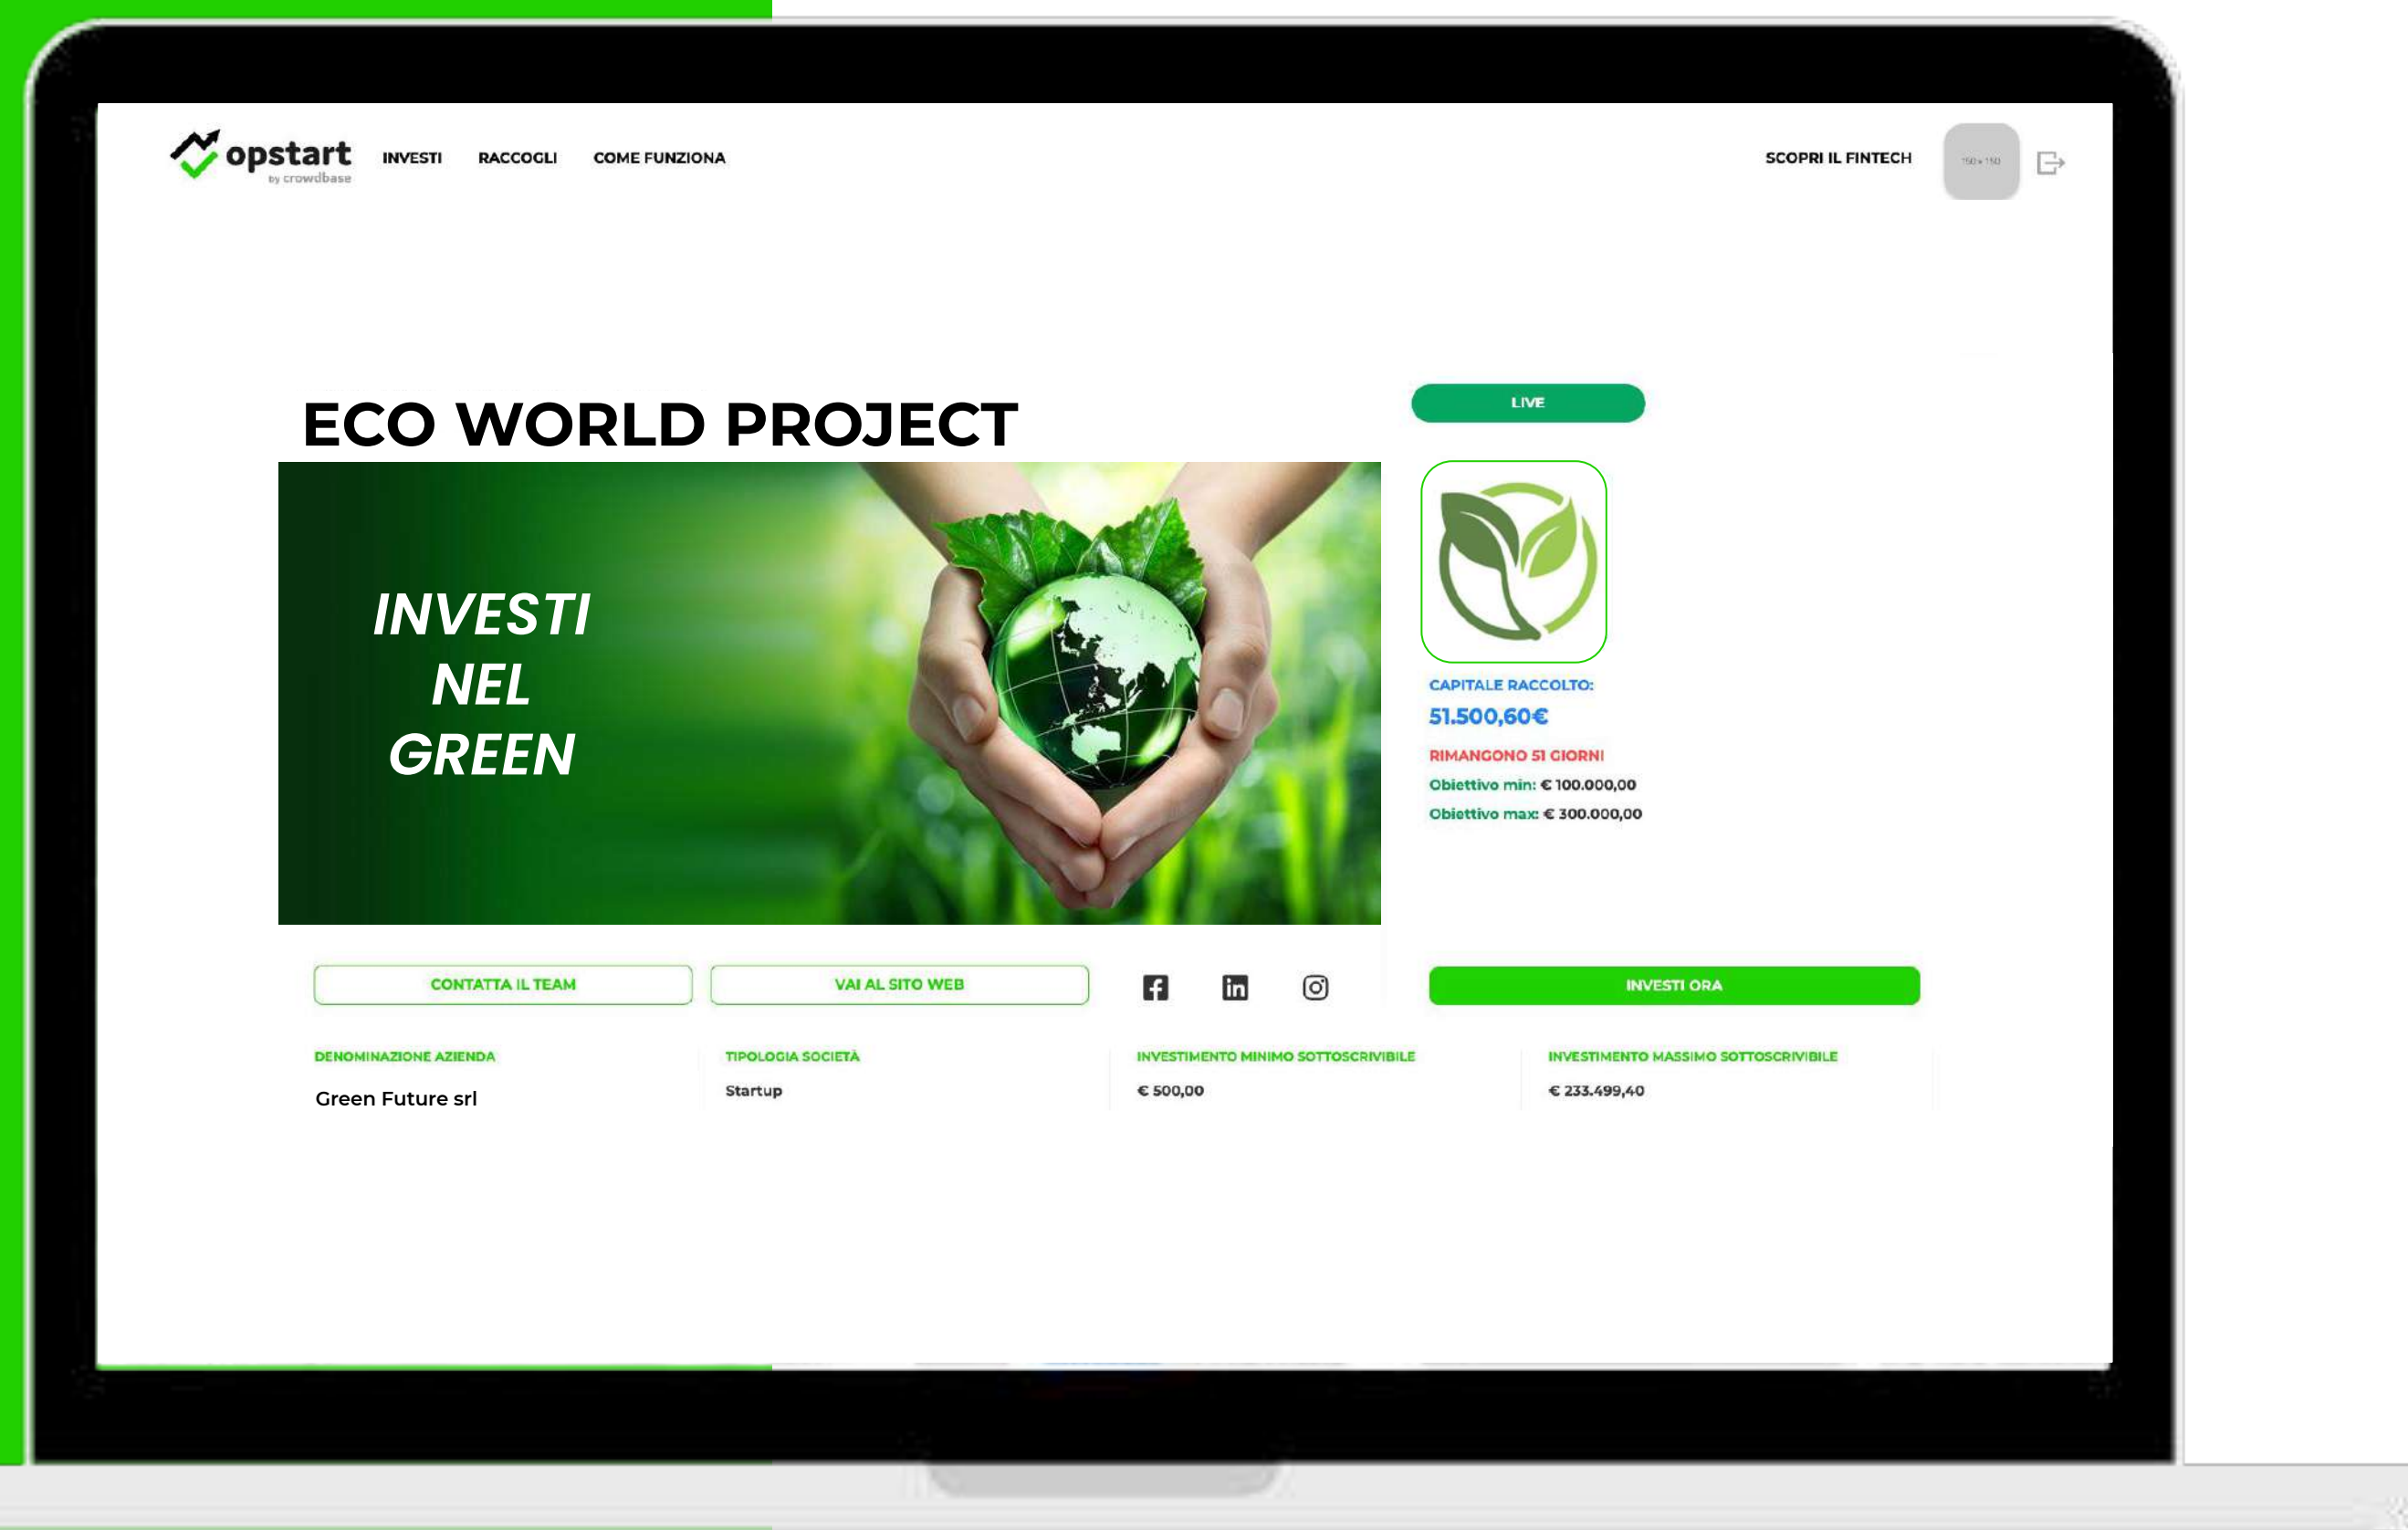 opstart
by crowdbase
INVESTI
RACCOGLI
COME FUNZIONA
SCOPRI IL FINTECH
150 × 150
ECO WORLD PROJECT
LIVE
INVESTI
NEL
GREEN
CAPITALE RACCOLTO:
51.500,60€
RIMANGONO 51 GIORNI
Obiettivo min: € 100.000,00
Obiettivo max: € 300.000,00
CONTATTA IL TEAM
VAI AL SITO WEB
INVESTI ORA
DENOMINAZIONE AZIENDA
Green Future srl
TIPOLOGIA SOCIETÀ
Startup
INVESTIMENTO MINIMO SOTTOSCRIVIBILE
€ 500,00
INVESTIMENTO MASSIMO SOTTOSCRIVIBILE
€ 233.499,40